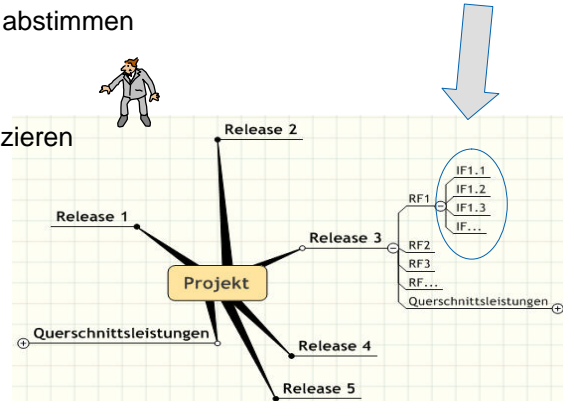 abstimmen
zieren
Release 2
IF1.1
IF1.2
RF1
IF1.3
IF...
Release 1
Release 3
RF2
RF3
RF...
Projekt
Querschnittsleistungen
Querschnittsleistungen
Release 4
Release 5